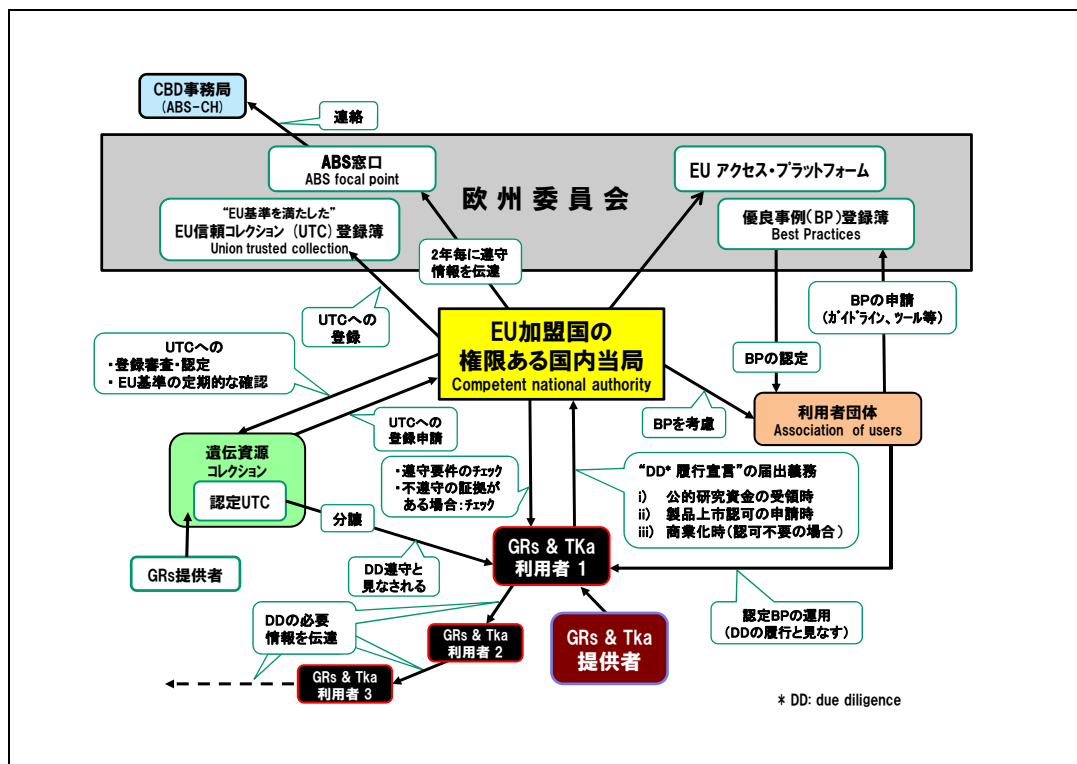 CBD事務局
(ABS-CH)
連絡
ABS窓口
ABS focal point
EU アクセス・プラットフォーム
欧州委員会
“EU基準を満たした”
EU信頼コレクション (UTC) 登録簿
Union trusted collection
優良事例(BP)登録簿
Best Practices
2年毎に遵守
情報を伝達
UTCへの
登録
BPの申請
(ガイドライン、ツール等)
EU加盟国の
権限ある国内当局
Competent national authority
UTCへの
・登録審査・認定
・EU基準の定期的な確認
BPの認定
利用者団体
Association of users
UTCへの
登録申請
BPを考慮
遺伝資源
コレクション
認定UTC
・遵守要件のチェック
・不遵守の証拠が
ある場合:チェック
“DD* 履行宣言”の届出義務
i) 公的研究資金の受領時
ii) 製品上市認可の申請時
iii) 商業化時(認可不要の場合)
分譲
GRs & TKa
利用者 1
GRs提供者
DD遵守と
見なされる
認定BPの運用
(DDの履行と見なす)
DDの必要
情報を伝達
GRs & Tka
利用者 2
GRs & Tka
提供者
GRs & Tka
利用者 3
* DD: due diligence